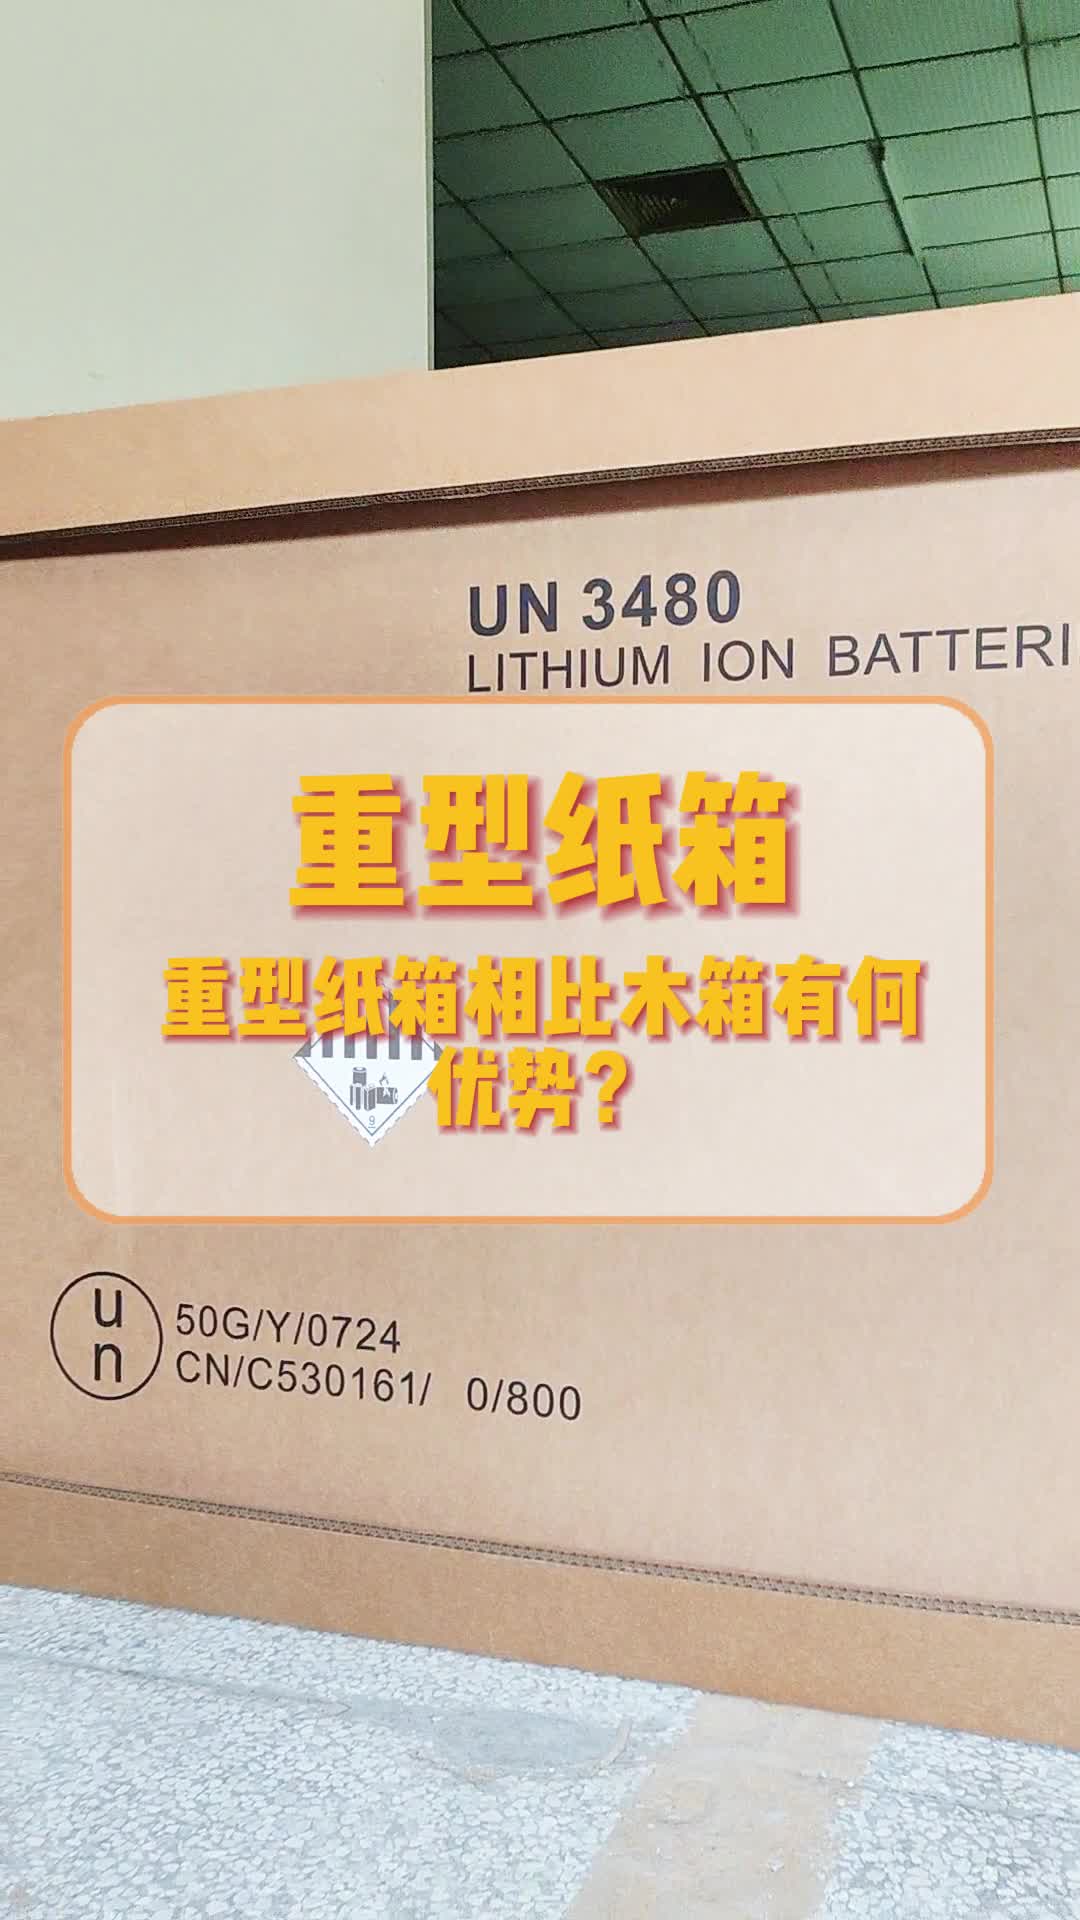 UN 3480
LITHIUM ION BATTERI
重型纸箱
重型纸箱相比木箱有何
优势？
9
u
n
50G/Y/0724
CN/C530161/ 0/800